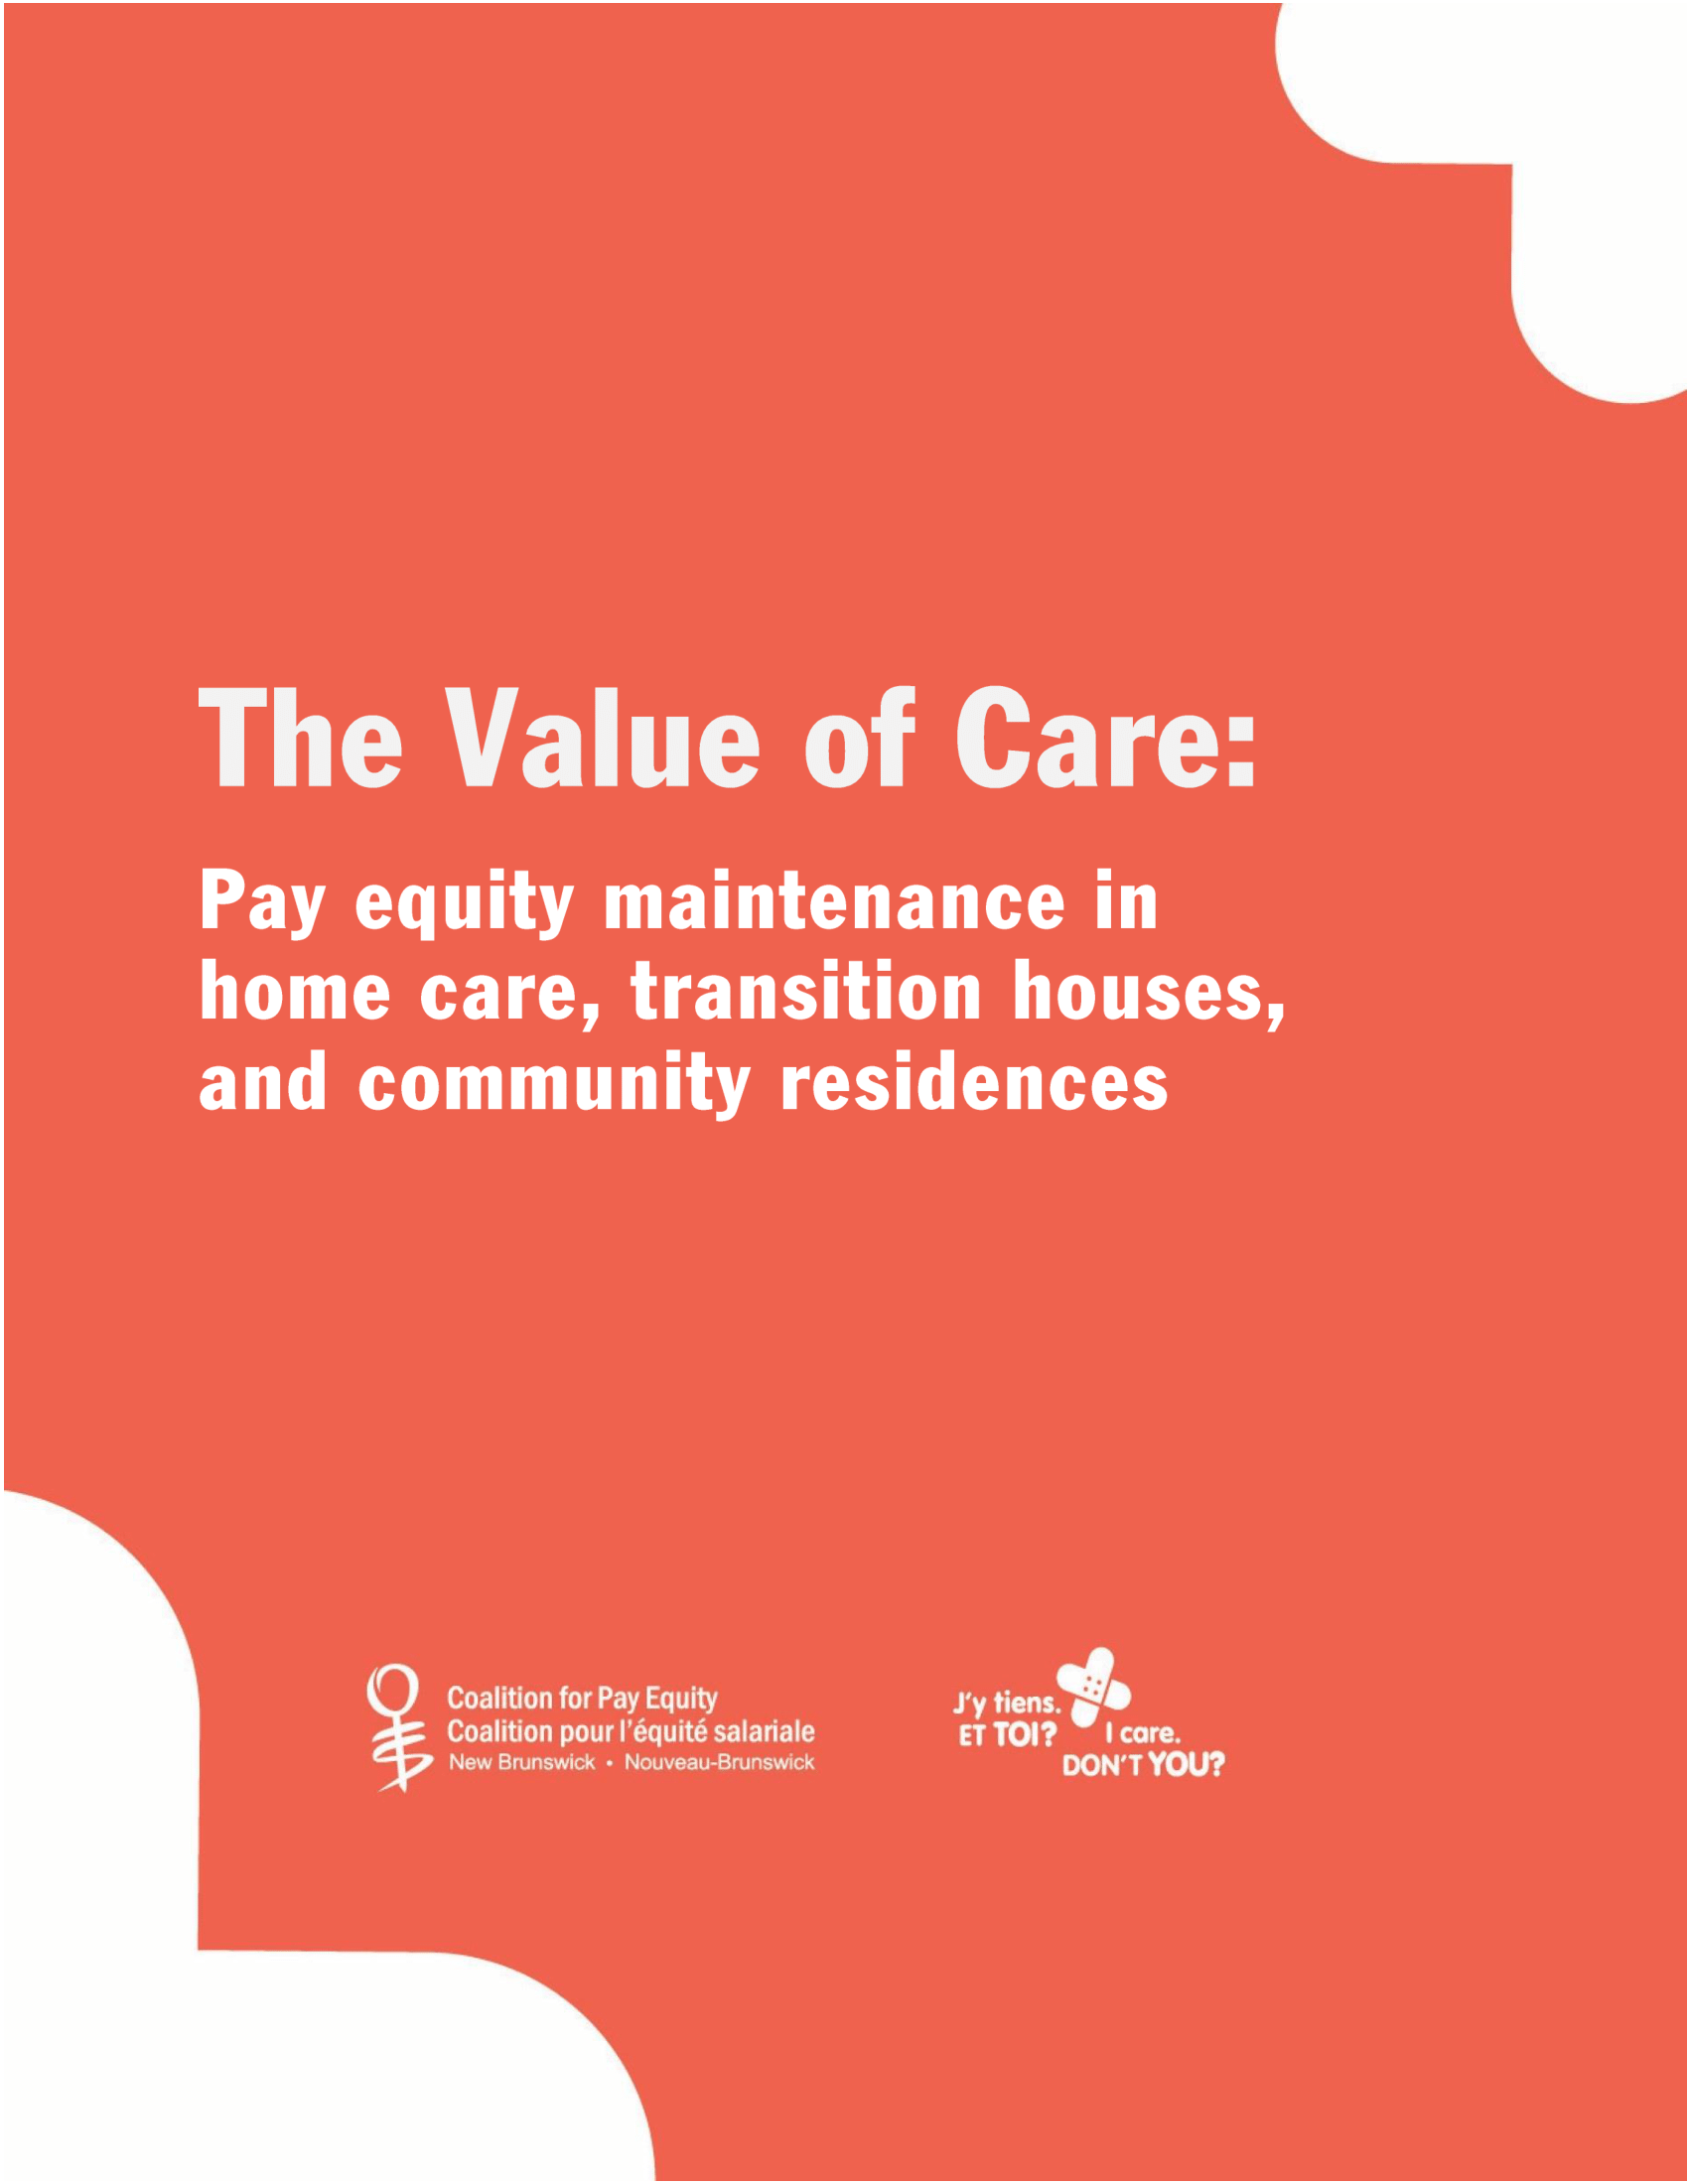 The Value of Care:
Pay equity maintenance in
home care, transition houses,
and community residences
Coalition for Pay Equity
Coalition pour l'équité salariale
New Brunswick • Nouveau-Brunswick
J'y tiens.
ET TOI?
I care.
DON'T YOU?